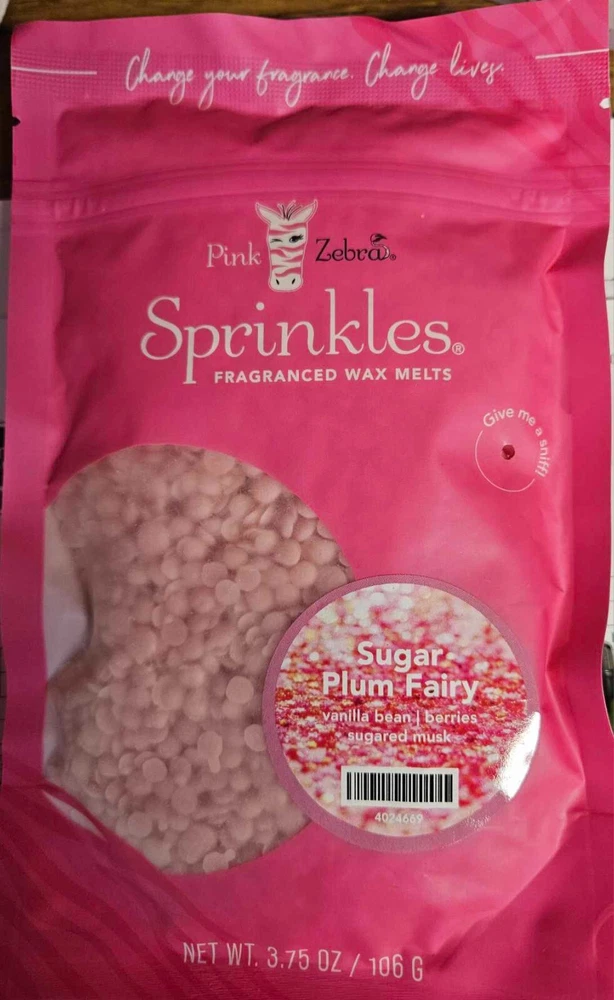 Change your fragrance. Change lives.
Pink Zebra®
Sprinkles®
FRAGRANCED WAX MELTS
Give me a sniff!
Sugar
Plum Fairy
vanilla bean | berries
sugared musk
4024669
NET WT. 3.75 OZ / 106 G